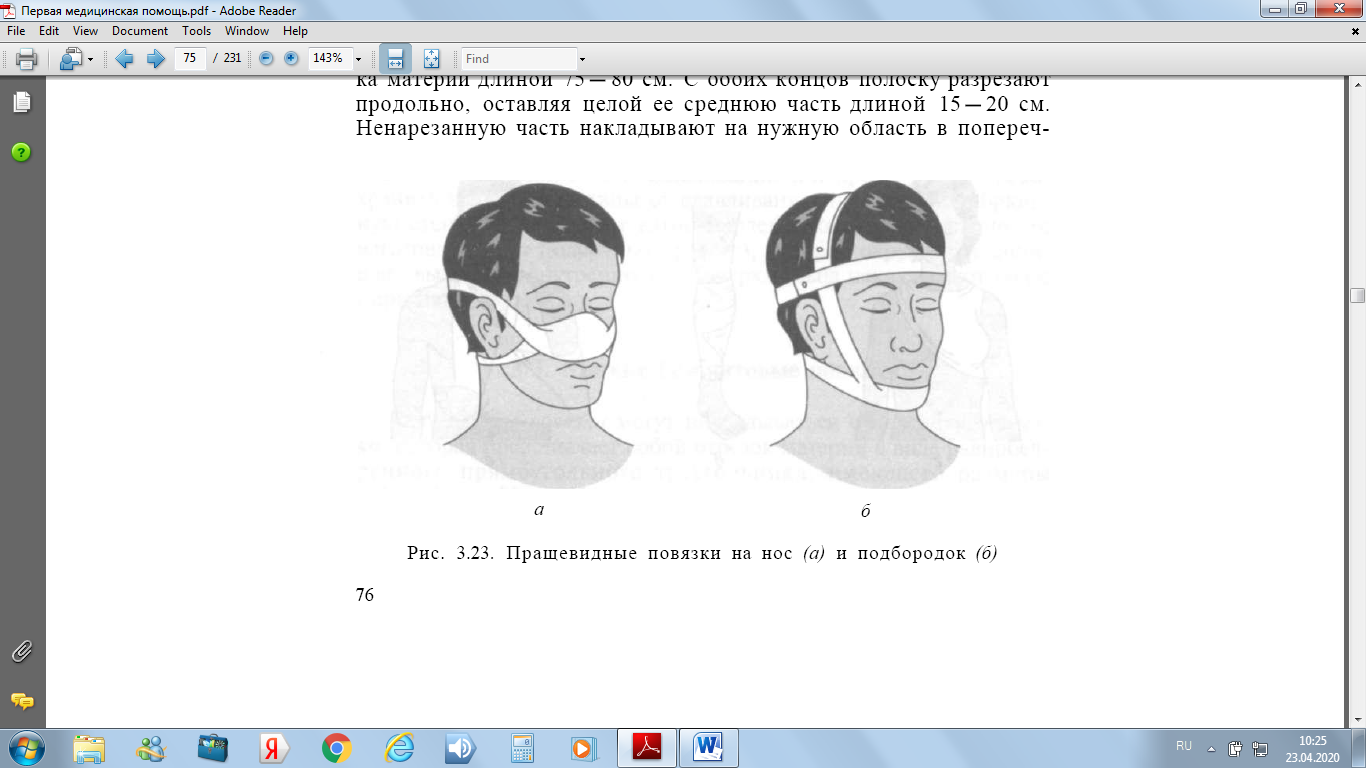 Первая медицинская помощь.pdf - Adobe Reader
File Edit View Document Tools Window Help
75 / 231 143% Find
ка материи длиной 75—80 см. С обоих концов полоску разрезают
продольно, оставляя целой ее среднюю часть длиной 15—20 см.
Ненарезанную часть накладывают на нужную область в попереч-
а б
Рис. 3.23. Пращевидные повязки на нос (а) и подбородок (б)
76
RU 10:25
23.04.2020